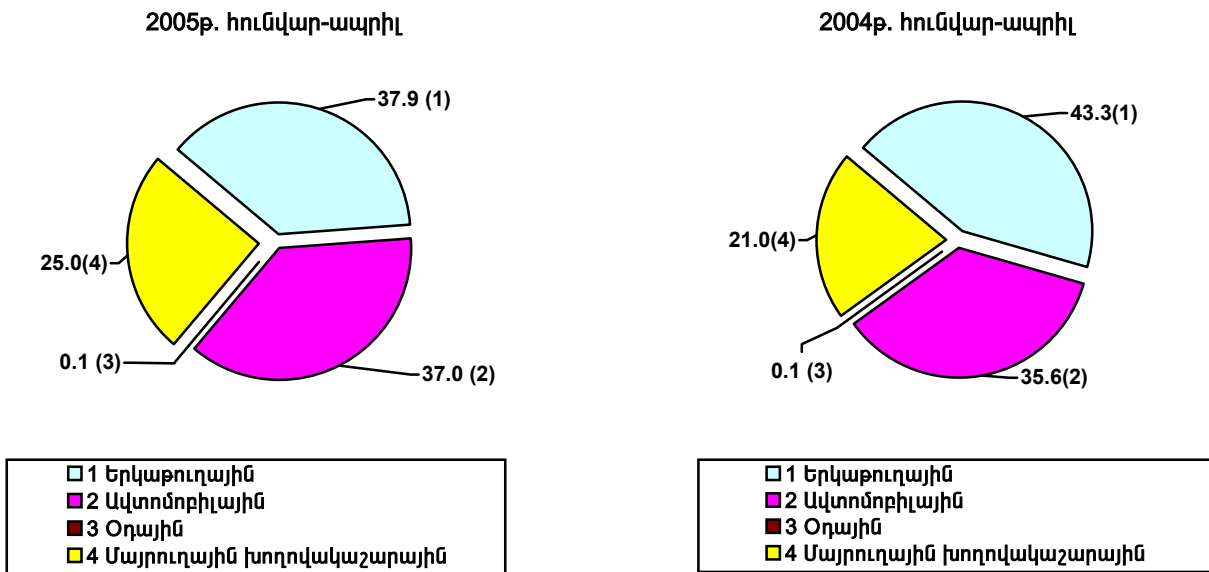 2005թ. հունվար-ապրիլ
37.9 (1)
25.0(4)
0.1 (3)
37.0 (2)
1 Երկաթուղային
2 Ավտոմոբիլային
3 Օդային
4 Մայրուղային խողովակաշարային
2004թ. հունվար-ապրիլ
43.3(1)
21.0(4)
0.1 (3)
35.6(2)
1 Երկաթուղային
2 Ավտոմոբիլային
3 Օդային
4 Մայրուղային խողովակաշարային